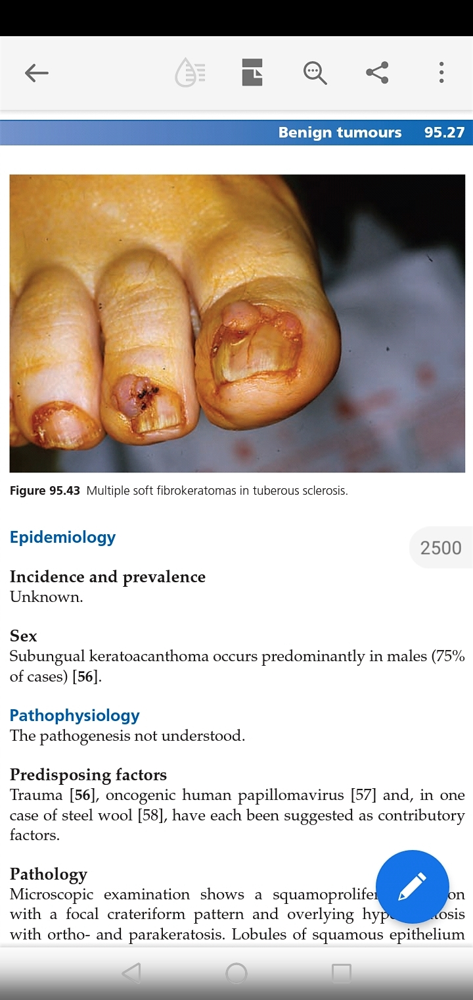 Benign tumours 95.27
Figure 95.43 Multiple soft fibrokeratomas in tuberous sclerosis.
Epidemiology
2500
Incidence and prevalence
Unknown.
Sex
Subungual keratoacanthoma occurs predominantly in males (75%
of cases) [56].
Pathophysiology
The pathogenesis not understood.
Predisposing factors
Trauma [56], oncogenic human papillomavirus [57] and, in one
case of steel wool [58], have each been suggested as contributory
factors.
Pathology
Microscopic examination shows a
with a focal crateriform pattern and overlying
with ortho- and parakeratosis. Lobules of squamous epithelium